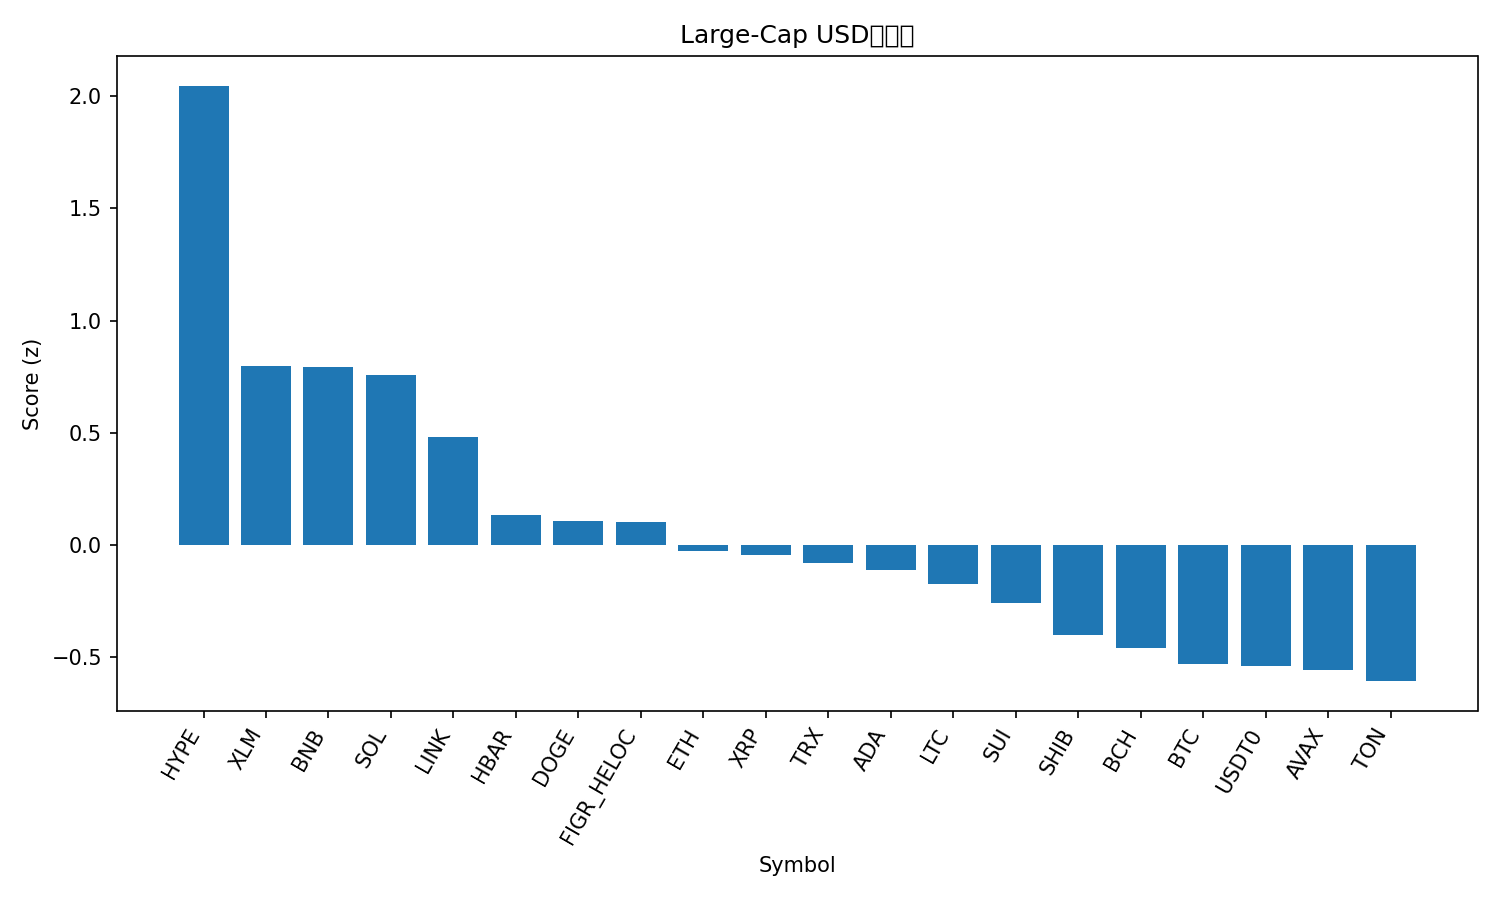 Large-Cap USD
2.0
1.5
1.0
0.5
0.0
−0.5
Score (z)
HYPE
XLM
BNB
SOL
LINK
HBAR
DOGE
FIGR_HELOC
ETH
XRP
TRX
ADA
LTC
SUI
SHIB
BCH
BTC
USDT0
AVAX
TON
Symbol